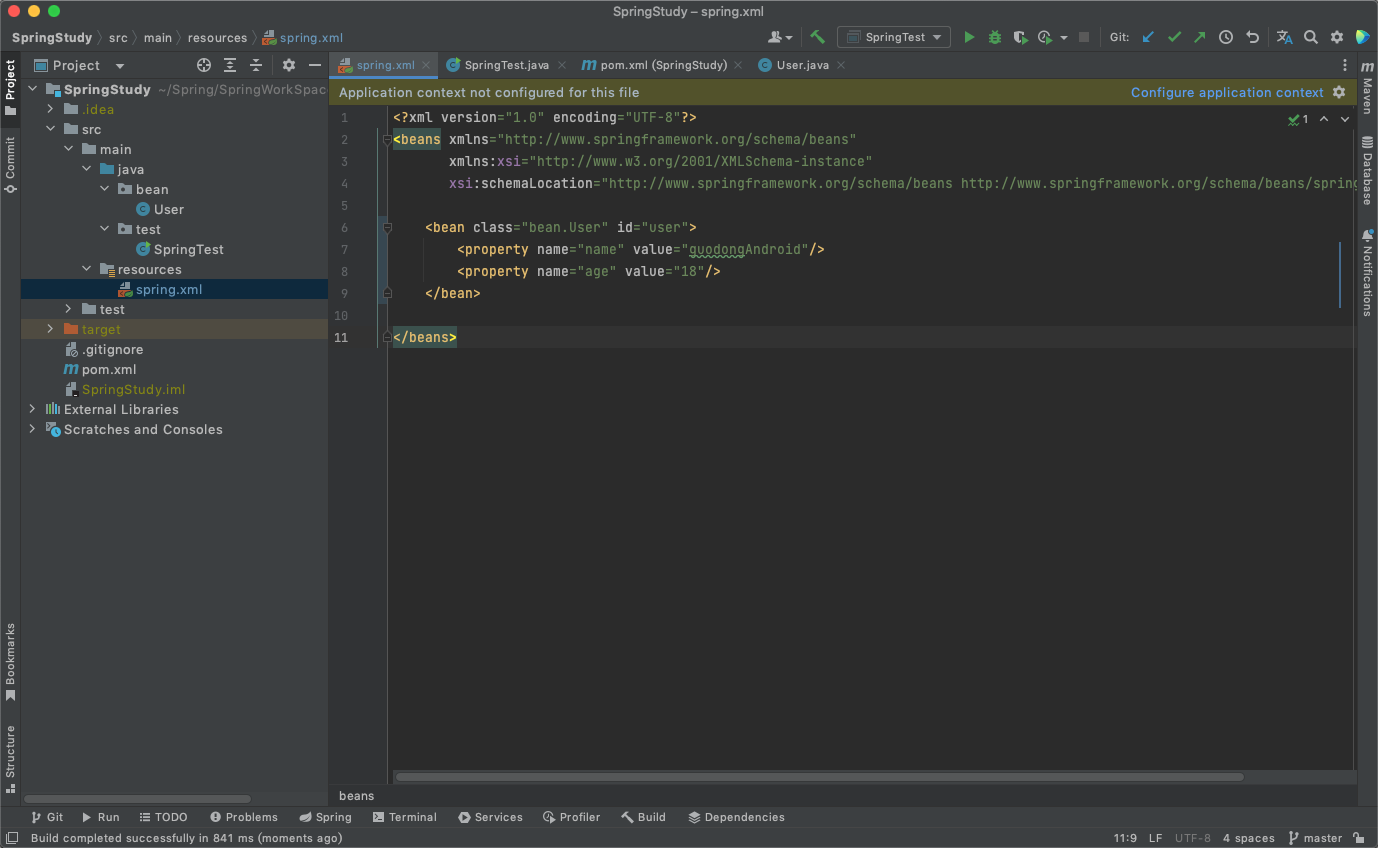 SpringStudy – spring.xml
SpringStudy src main resources spring.xml
SpringTest Git:
Project
spring.xml SpringTest.java pom.xml (SpringStudy) User.java
Application context not configured for this file Configure application context
Project
Commit
Bookmarks
Structure
SpringStudy ~/Spring/SpringWorkSpac
.idea
src
main
java
bean
User
test
SpringTest
resources
spring.xml
test
target
.gitignore
pom.xml
SpringStudy.iml
External Libraries
Scratches and Consoles
1 <?xml version="1.0" encoding="UTF-8"?>
2 <beans xmlns="http://www.springframework.org/schema/beans"
3 xmlns:xsi="http://www.w3.org/2001/XMLSchema-instance"
4 xsi:schemaLocation="http://www.springframework.org/schema/beans http://www.springframework.org/schema/beans/spring
5
6 <bean class="bean.User" id="user">
7 <property name="name" value="guodongAndroid"/>
8 <property name="age" value="18"/>
9 </bean>
10
11 </beans>
1
m
Maven
Database
Notifications
beans
Git Run TODO Problems Spring Terminal Services Profiler Build Dependencies
Build completed successfully in 841 ms (moments ago) 11:9 LF UTF-8 4 spaces master